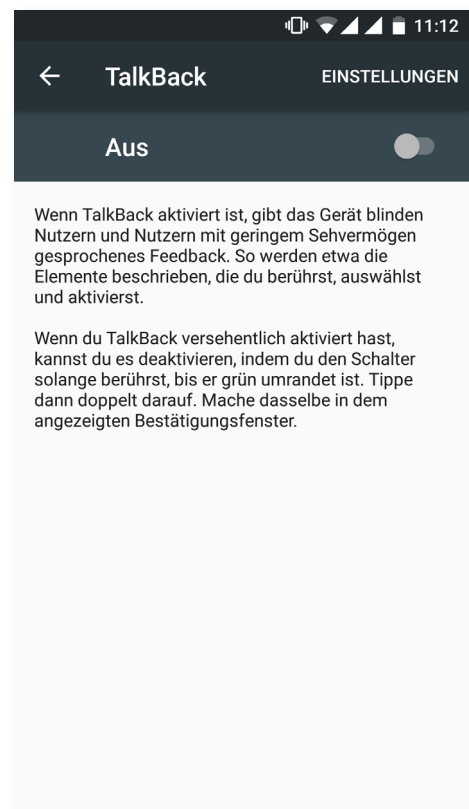 11:12
TalkBack EINSTELLUNGEN
Aus
Wenn TalkBack aktiviert ist, gibt das Gerät blinden
Nutzern und Nutzern mit geringem Sehvermögen
gesprochenes Feedback. So werden etwa die
Elemente beschrieben, die du berührst, auswählst
und aktivierst.
Wenn du TalkBack versehentlich aktiviert hast,
kannst du es deaktivieren, indem du den Schalter
solange berührst, bis er grün umrandet ist. Tippe
dann doppelt darauf. Mache dasselbe in dem
angezeigten Bestätigungsfenster.